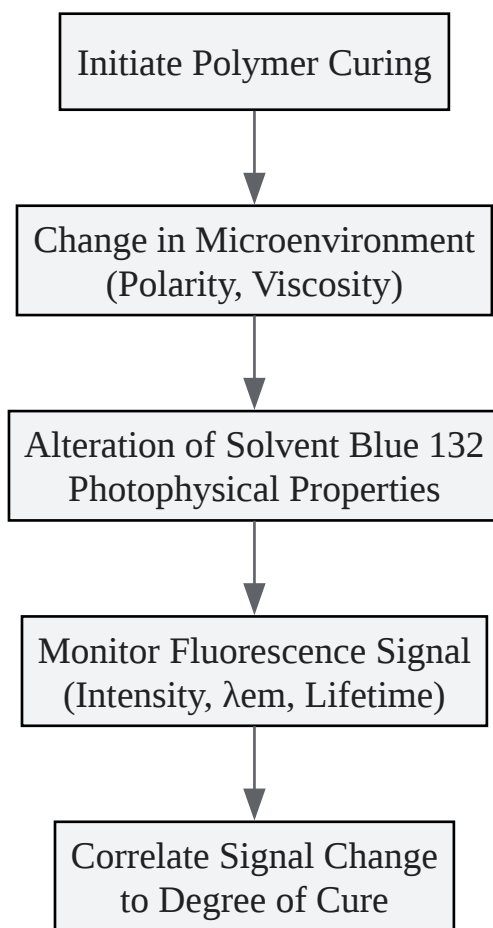 Initiate Polymer Curing
Change in Microenvironment
(Polarity, Viscosity)
Alteration of Solvent Blue 132
Photophysical Properties
Monitor Fluorescence Signal
(Intensity, λem, Lifetime)
Correlate Signal Change
to Degree of Cure